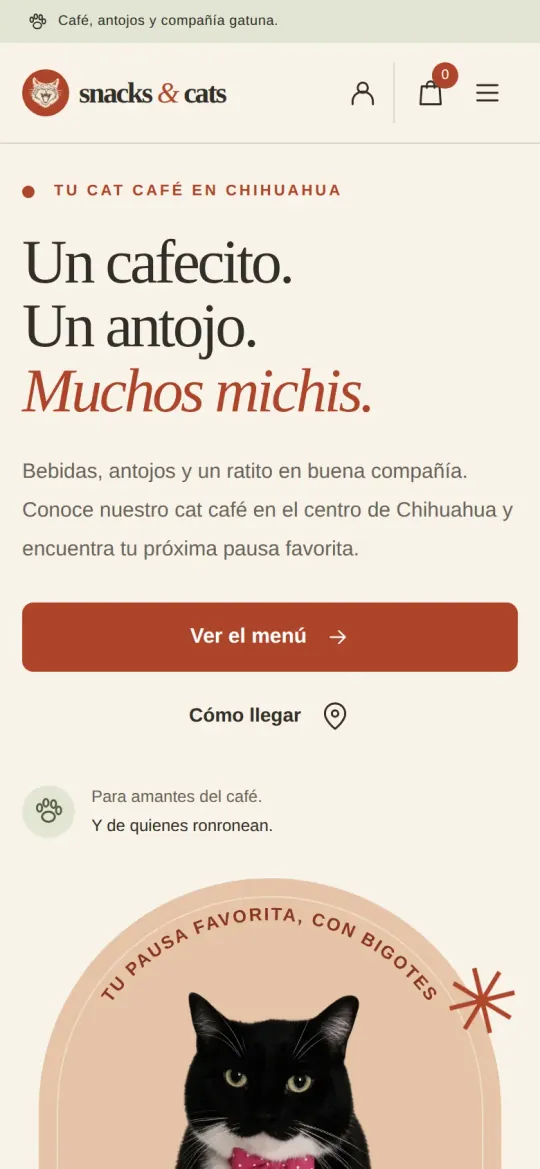 Café, antojos y compañía gatuna.
snacks & cats
0
TU CAT CAFÉ EN CHIHUAHUA
Un cafecito.
Un antojo.
Muchos michis.
Bebidas, antojos y un ratito en buena compañía.
Conoce nuestro cat café en el centro de Chihuahua y
encuentra tu próxima pausa favorita.
Ver el menú
Cómo llegar
Para amantes del café.
Y de quienes ronronean.
TU PAUSA FAVORITA, CON BIGOTES